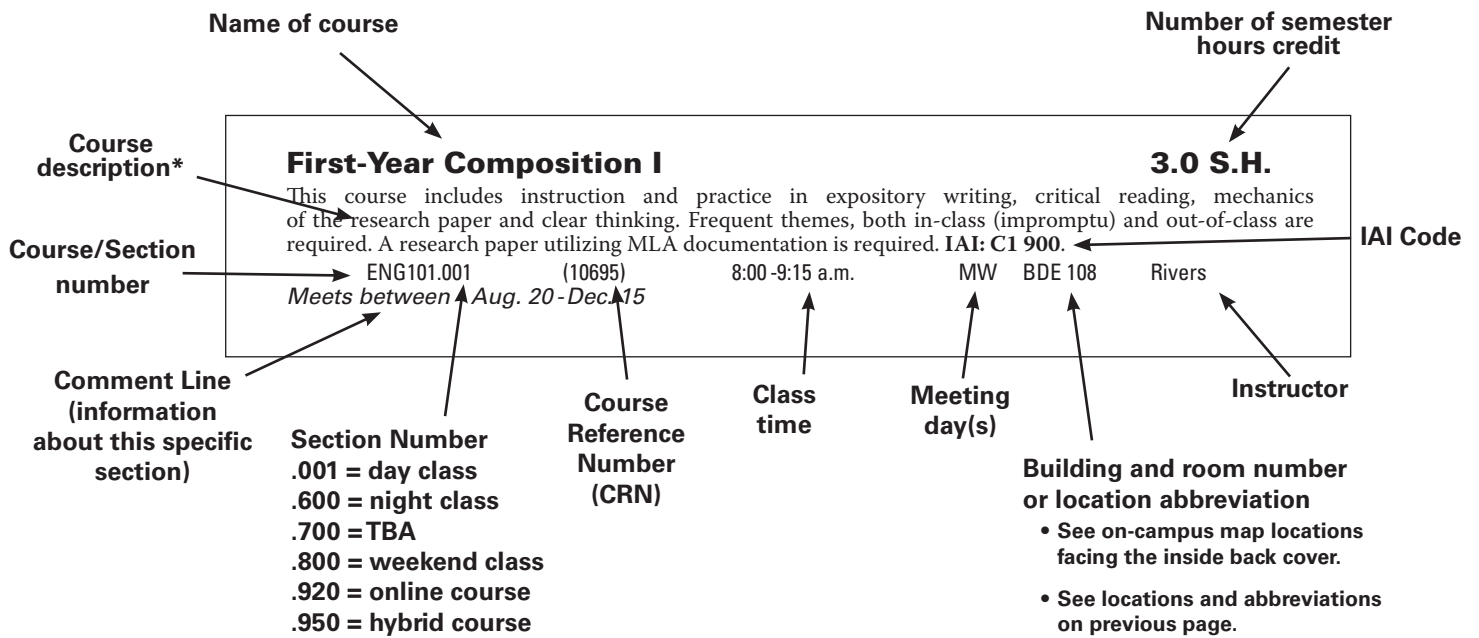 Name of course
Number of semester
hours credit
Course
description*
First-Year Composition I 3.0 S.H.
This course includes instruction and practice in expository writing, critical reading, mechanics
of the research paper and clear thinking. Frequent themes, both in-class (impromptu) and out-of-class are
required. A research paper utilizing MLA documentation is required. IAI: C1 900.
IAI Code
Course/Section
number
ENG101.001 (10695) 8:00 -9:15 a.m. MW BDE 108 Rivers
Meets between Aug. 20 - Dec. 15
Comment Line
(information
about this specific
section)
Section Number
.001 = day class
.600 = night class
.700 = TBA
.800 = weekend class
.920 = online course
.950 = hybrid course
Course
Reference
Number
(CRN)
Class
time
Meeting
day(s)
Building and room number
or location abbreviation
• See on-campus map locations
facing the inside back cover.
• See locations and abbreviations
on previous page.
Instructor